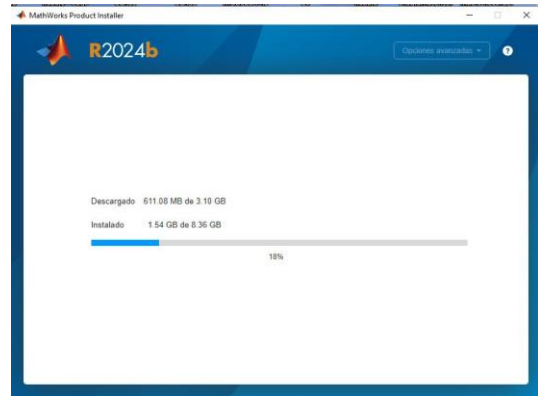 MathWorks Product Installer
R2024b
Opciones avanzadas
?
Descargado 611.08 MB de 3.10 GB
Instalado 1.54 GB de 8.36 GB
18%